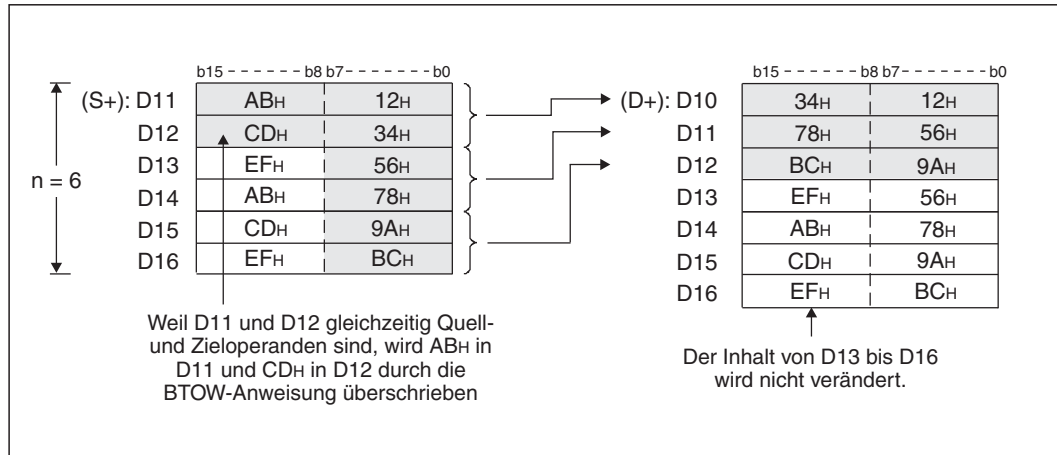 b15 - - - - - - b8 b7- - - - - - b0 b15 - - - - - - b8 b7- - - - - - b0
(S+): D11 ABH 12H (D+): D10 34H 12H
D12 CDH 34H D11 78H 56H
D13 EFH 56H D12 BCH 9AH
n = 6 D14 ABH 78H D13 EFH 56H
D15 CDH 9AH D14 ABH 78H
D16 EFH BCH D15 CDH 9AH
D16 EFH BCH
Weil D11 und D12 gleichzeitig Quell-
und Zieloperanden sind, wird ABH in
D11 und CDH in D12 durch die
BTOW-Anweisung überschrieben
Der Inhalt von D13 bis D16
wird nicht verändert.